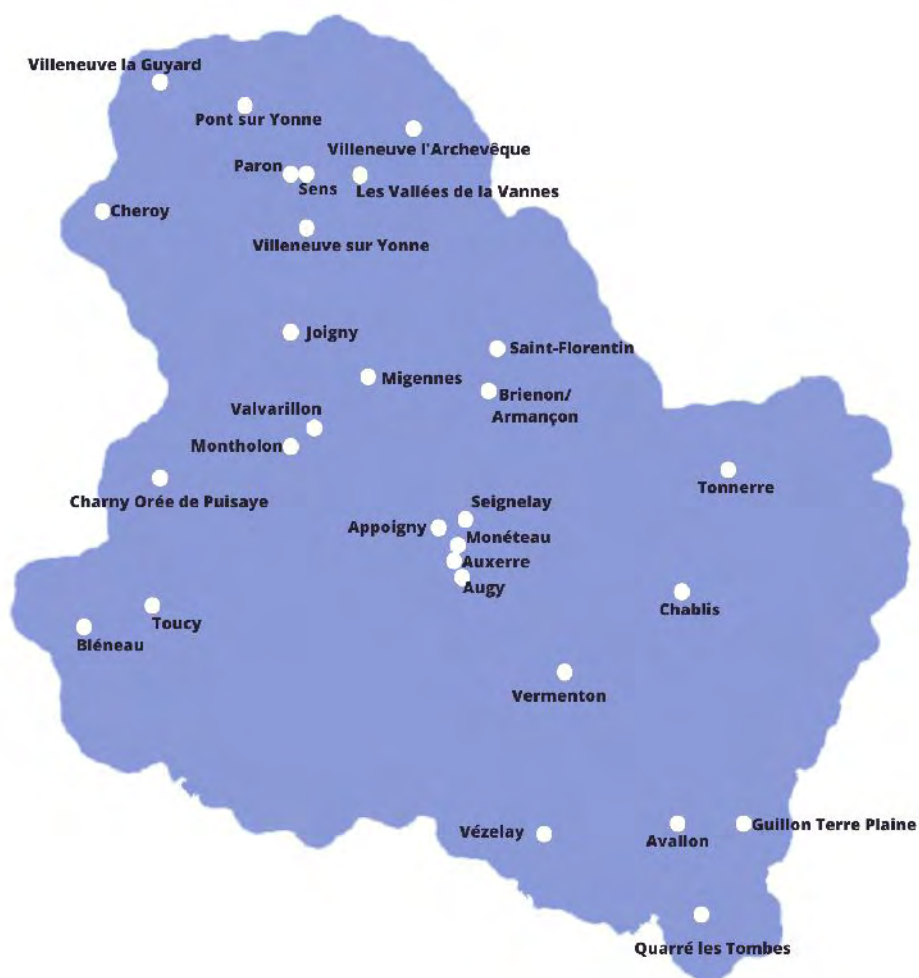 Villeneuve la Guyard
Pont sur Yonne
Villeneuve l'Archevêque
Paron
Sens
Les Vallées de la Vannes
Cheroy
Villeneuve sur Yonne
Joigny
Saint-Florentin
Migennes
Brienon/
Armançon
Valvarillon
Montholon
Tonnerre
Charny Orée de Puisaye
Seignelay
Appoigny
Monéteau
Auxerre
Augy
Chablis
Toucy
Bléneau
Vermenton
Vézelay
Avallon
Guillon Terre Plaine
Quarré les Tombes